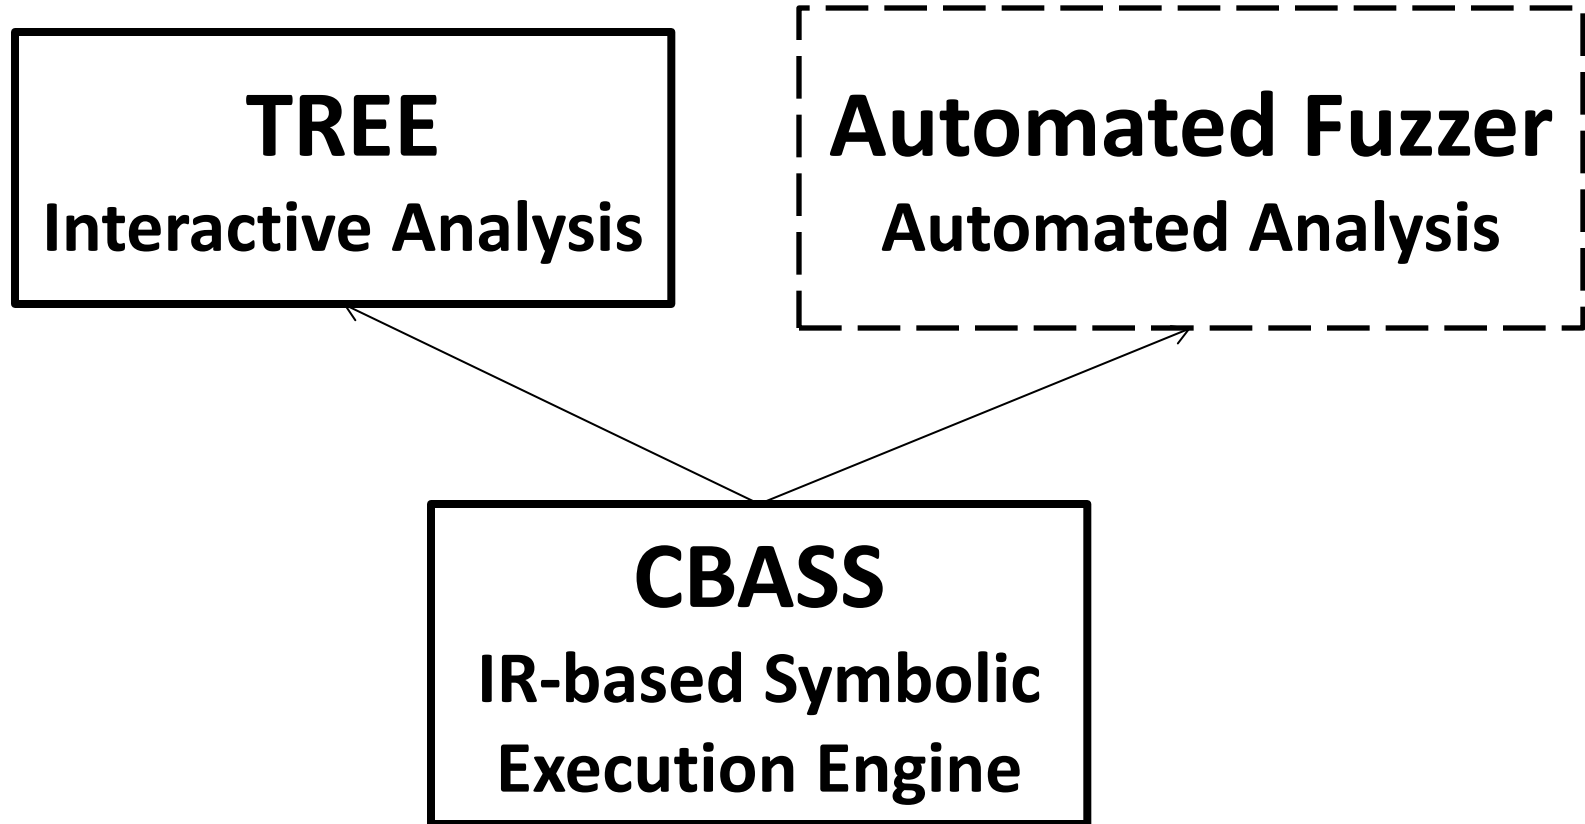 TREE
Interactive Analysis
Automated Fuzzer
Automated Analysis
CBASS
IR-based Symbolic
Execution Engine